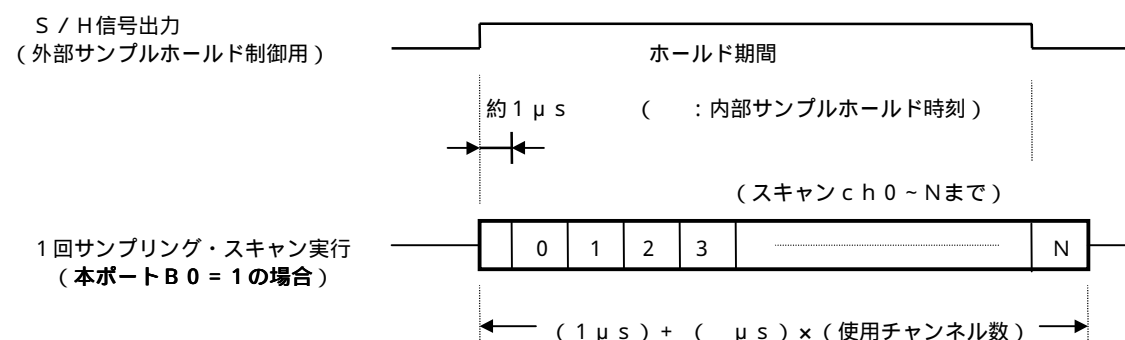 S/H信号出力
(外部サンプルホールド制御用)
ホールド期間
約1μs ( :内部サンプルホールド時刻)
(スキャンch0~Nまで)
1回サンプリング・スキャン実行
(本ポートB0=1の場合)
0 1 2 3 N
(1μs)+( μs)×(使用チャンネル数)